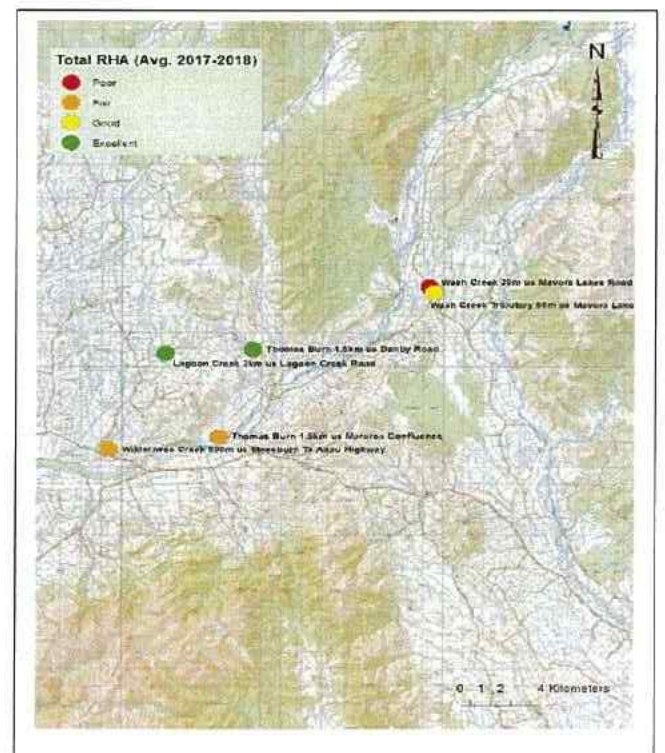 Total RHA (Avg. 2017-2018)
Poor
Fair
Good
Excellent
N
Wash Creek 20m us Mavora Lakes Road
Wash Creek Tributary 50m us Mavora Lake
Thomas Burn 1.5km us Danby Road
Lagoon Creek 2km us Lagoon Creek Road
Thomas Burn 1.5km us Mararoa Confluence
Wilderness Creek 500m us Mossburn Te Anau Highway
0 1 2 4 Kilometers